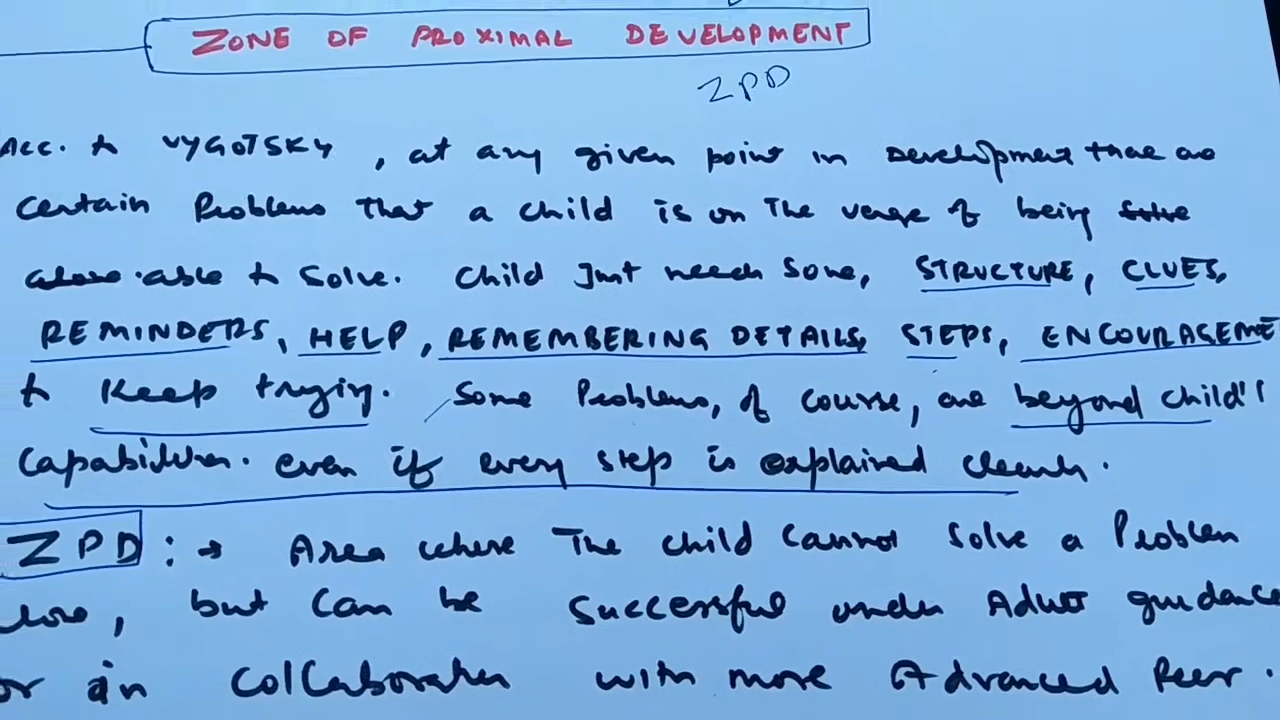 ZONE OF PROXIMAL DEVELOPMENT
ZPD
Acc. to VYGOTSKY, at any given point in Development there are
Certain Problems that a child is on The verge of being solve
alone able to Solve. Child Just needs Some, STRUCTURE, CLUES,
REMINDERS, HELP, REMEMBERING DETAILS, STEPS, ENCOURAGEME
to Keep trying. Some Problems, of course, are beyond child's
Capabilities. even if every step is explained clearly.
ZPD : → Area where The child Cannot Solve a Problem
alone, but Can be Successful under Adult guidance
or in Collaboration with more Advanced Peer.